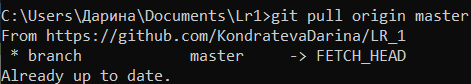 C:\Users\Дарина\Documents\Lr1>git pull origin master
From https://github.com/KondratevaDarina/LR_1
 * branch            master     -> FETCH_HEAD
Already up to date.